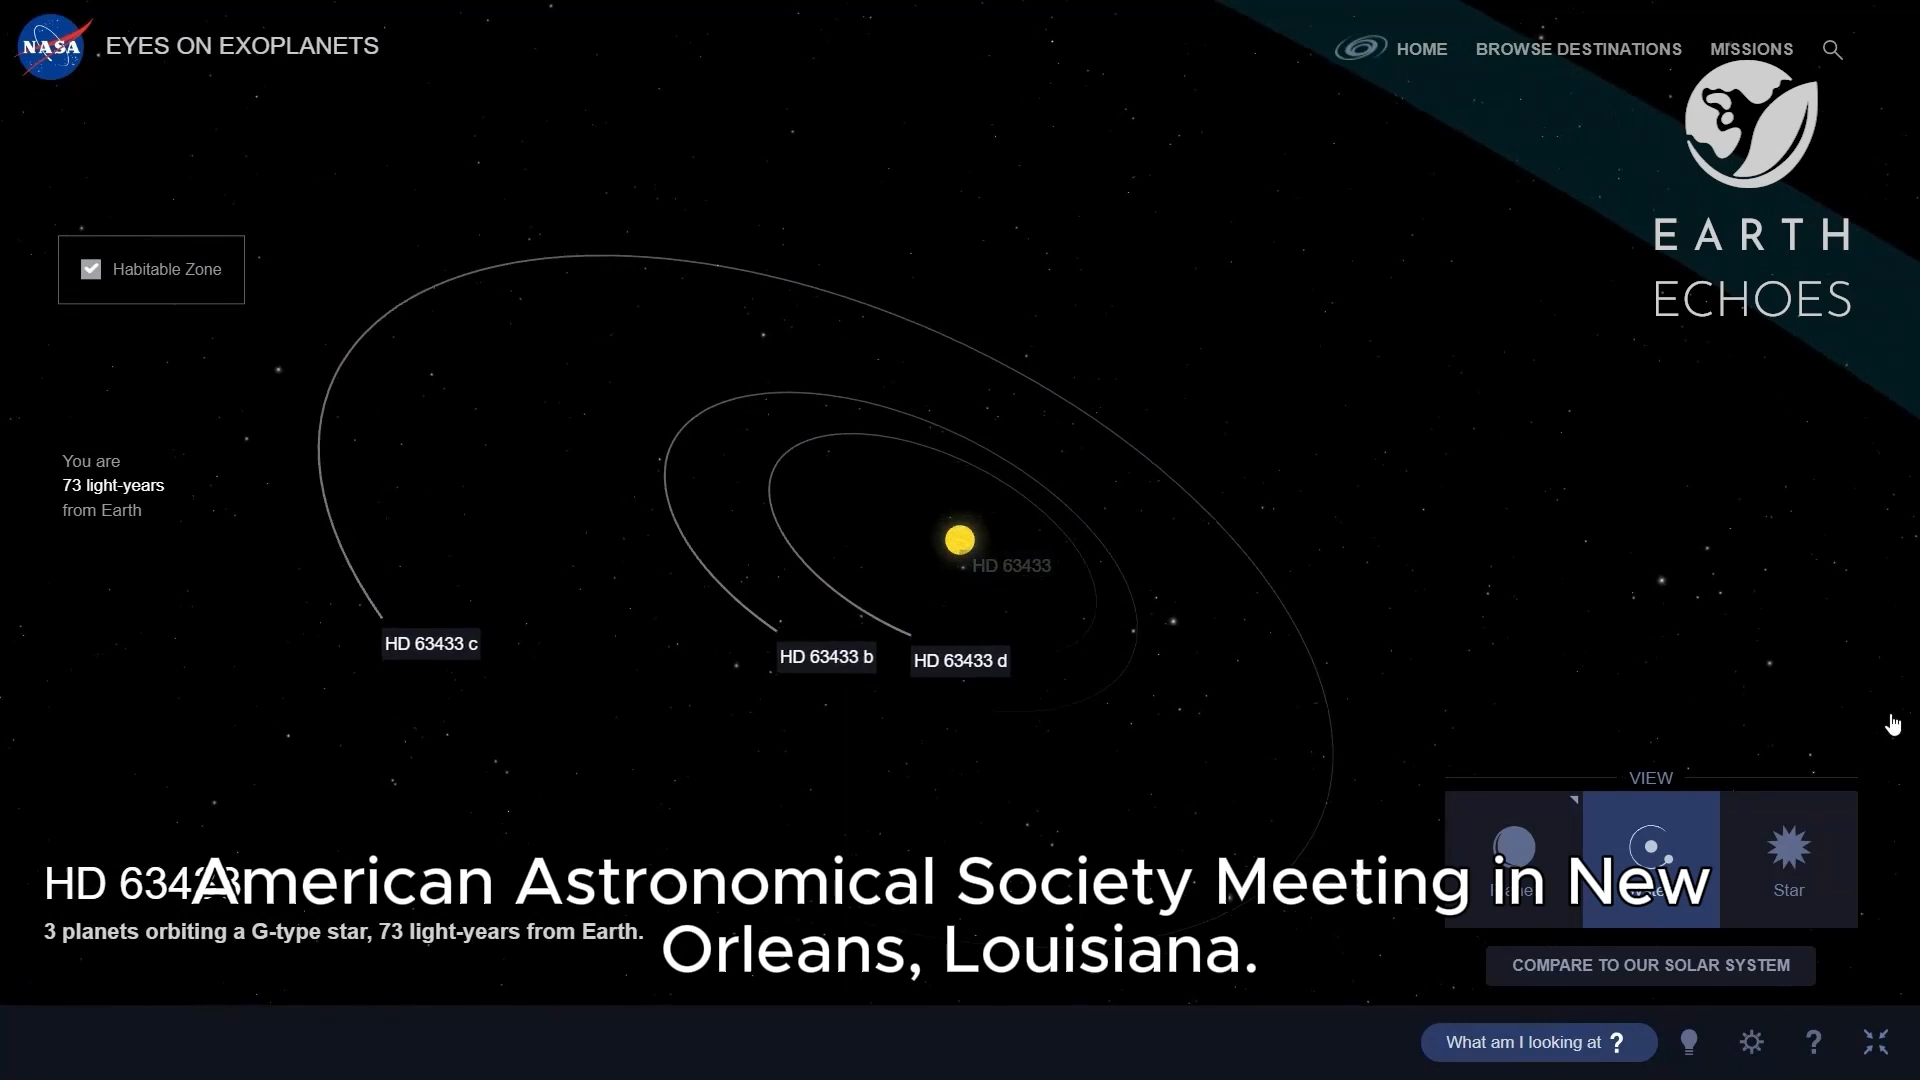 NASA
EYES ON EXOPLANETS
HOME
BROWSE DESTINATIONS
MISSIONS
EARTH
ECHOES
Habitable Zone
You are
73 light-years
from Earth
HD 63433
HD 63433 c
HD 63433 b
HD 63433 d
VIEW
Star
HD 63433
3 planets orbiting a G-type star, 73 light-years from Earth.
American Astronomical Society Meeting in New
Orleans, Louisiana.
COMPARE TO OUR SOLAR SYSTEM
What am I looking at ?
?